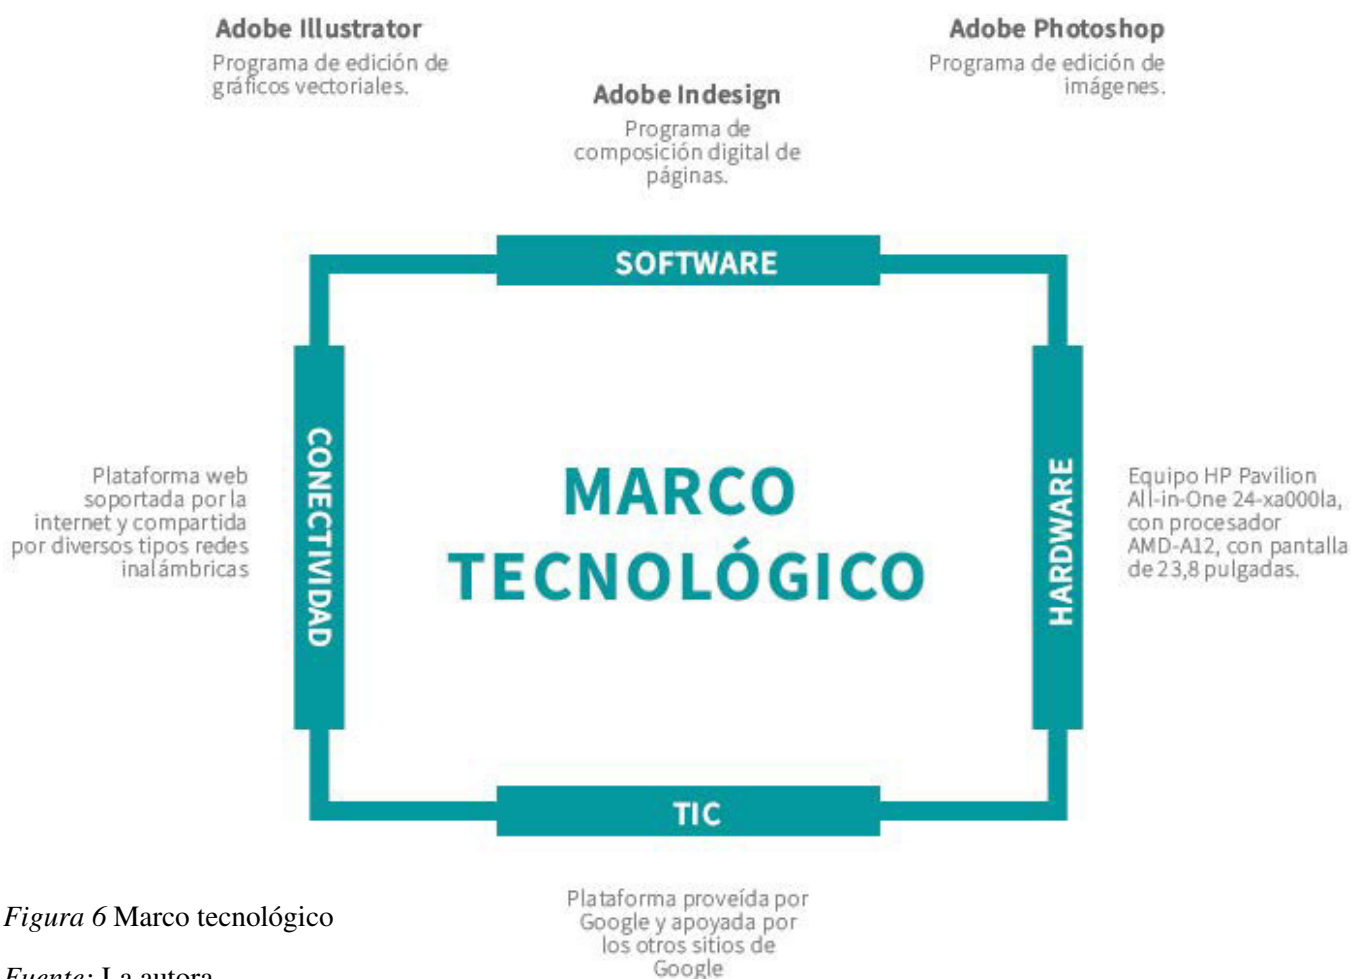 Adobe Illustrator
Programa de edición de
gráficos vectoriales.
Adobe Indesign
Programa de
composición digital de
páginas.
Adobe Photoshop
Programa de edición de
imágenes.
SOFTWARE
CONECTIVIDAD
Plataforma web
soportada por la
internet y compartida
por diversos tipos redes
inalámbricas
MARCO
TECNOLÓGICO
HARDWARE
Equipo HP Pavilion
All-in-One 24-xa000la,
con procesador
AMD-A12, con pantalla
de 23,8 pulgadas.
TIC
Plataforma proveída por
Google y apoyada por
los otros sitios de
Google
Figura 6 Marco tecnológico
Fuente: La autora